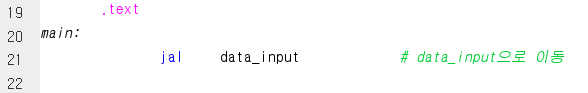 19 .text
20 main:
21 jal data_input # data_input으로 이동
22